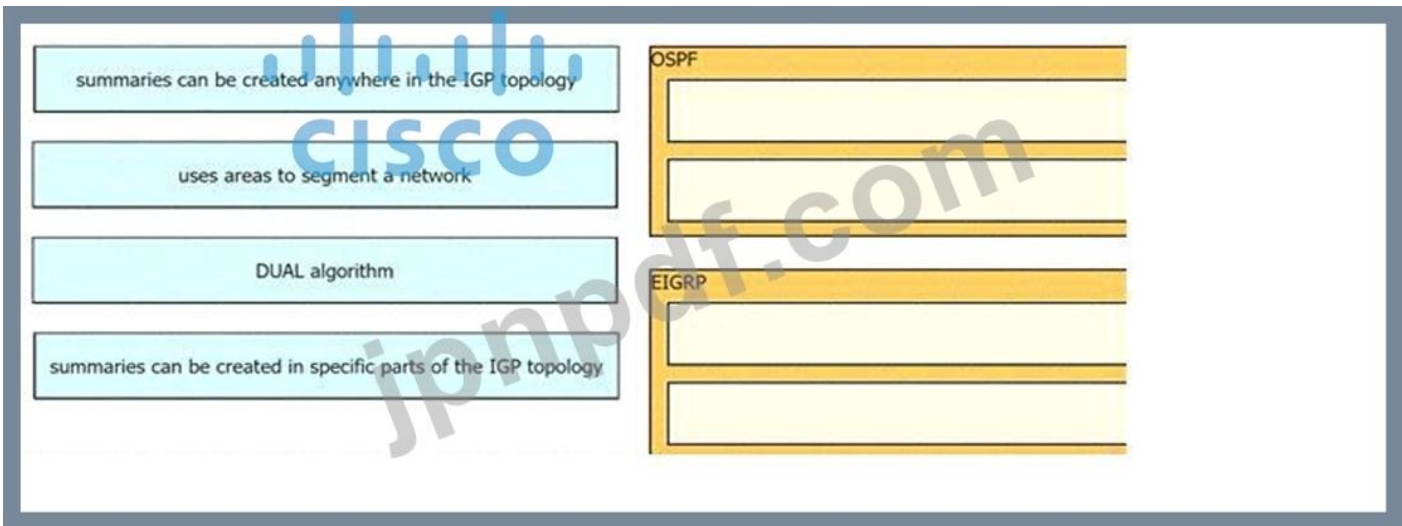 summaries can be created anywhere in the IGP topology
CISCO
uses areas to segment a network
DUAL algorithm
summaries can be created in specific parts of the IGP topology
OSPF
EIGRP
jpnpdf.com